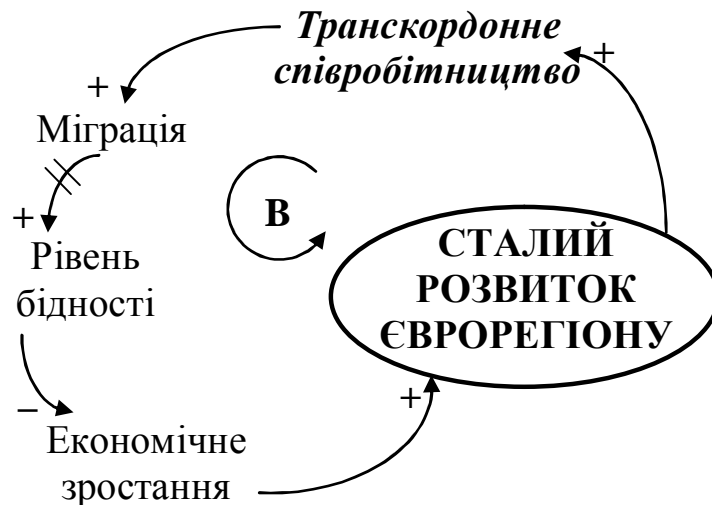 Транскордонне
співробітництво
+
+
Міграція
+
Рівень
бідності
В
СТАЛИЙ
РОЗВИТОК
ЄВРОРЕГІОНУ
–
+
Економічне
зростання